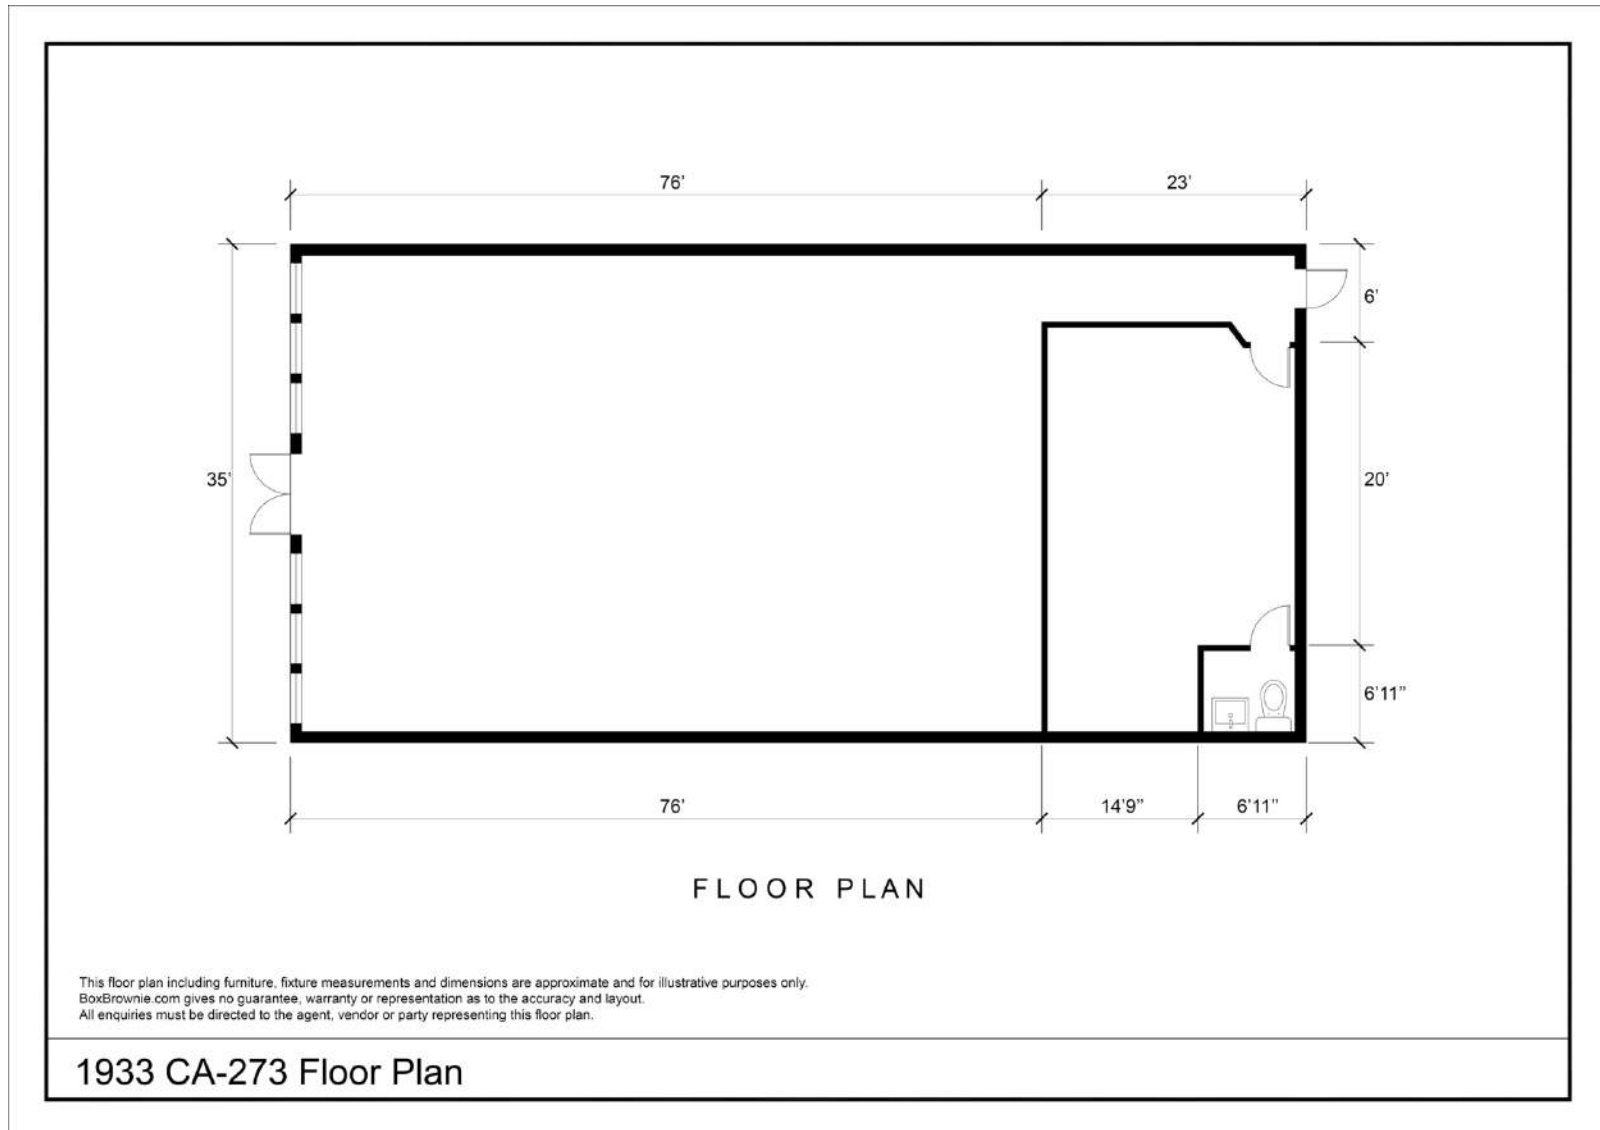 76’ 23’
6’
35’ 20’
6’11”
76’ 14’9” 6’11”
FLOOR PLAN
This floor plan including furniture, fixture measurements and dimensions are approximate and for illustrative purposes only.
BoxBrownie.com gives no guarantee, warranty or representation as to the accuracy and layout.
All enquiries must be directed to the agent, vendor or party representing this floor plan.
1933 CA-273 Floor Plan